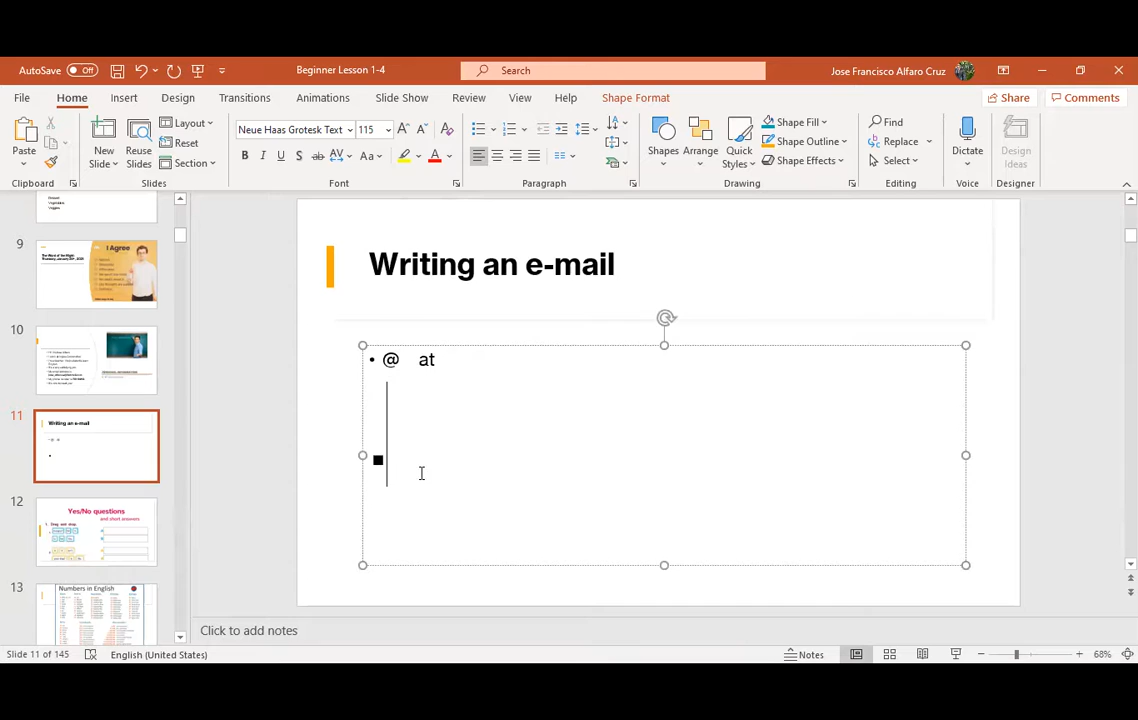 AutoSave Off
Beginner Lesson 1-4
Search
Jose Francisco Alfaro Cruz
File Home Insert Design Transitions Animations Slide Show Review View Help Shape Format
Share Comments
Paste
New Slide
Reuse Slides
Layout
Reset
Section
Neue Haas Grotesk Text 115
Shapes
Arrange
Quick Styles
Shape Fill
Shape Outline
Shape Effects
Find
Replace
Select
Dictate
Design Ideas
Clipboard Slides Font Paragraph Drawing Editing Voice Designer
9
I Agree
10
11
Writing an e-mail
12
Yes/No questions
and short answers
13
Numbers in English
Writing an e-mail
• @ at
Click to add notes
Slide 11 of 145 English (United States) Notes 68%